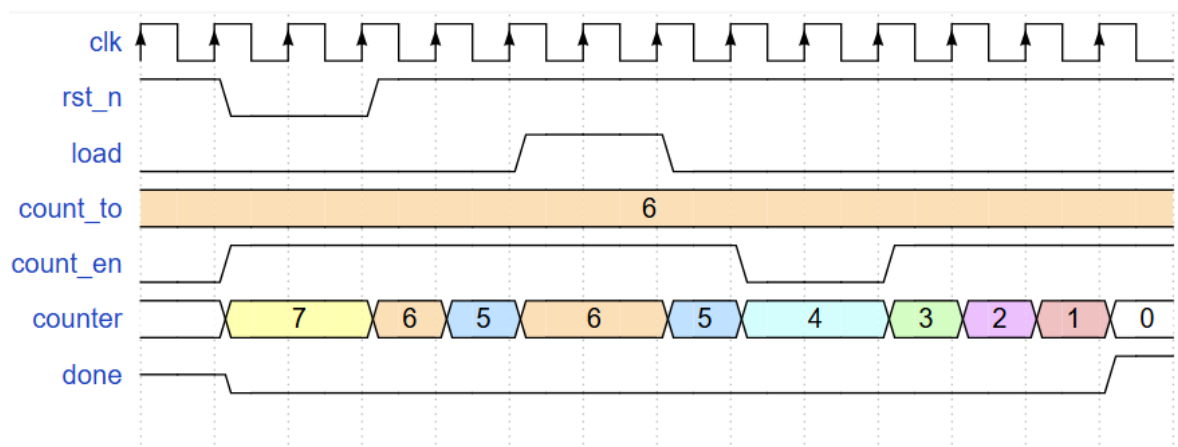 clk
rst_n
load
count_to 6
count_en
counter 7 6 5 6 5 4 3 2 1 0
done